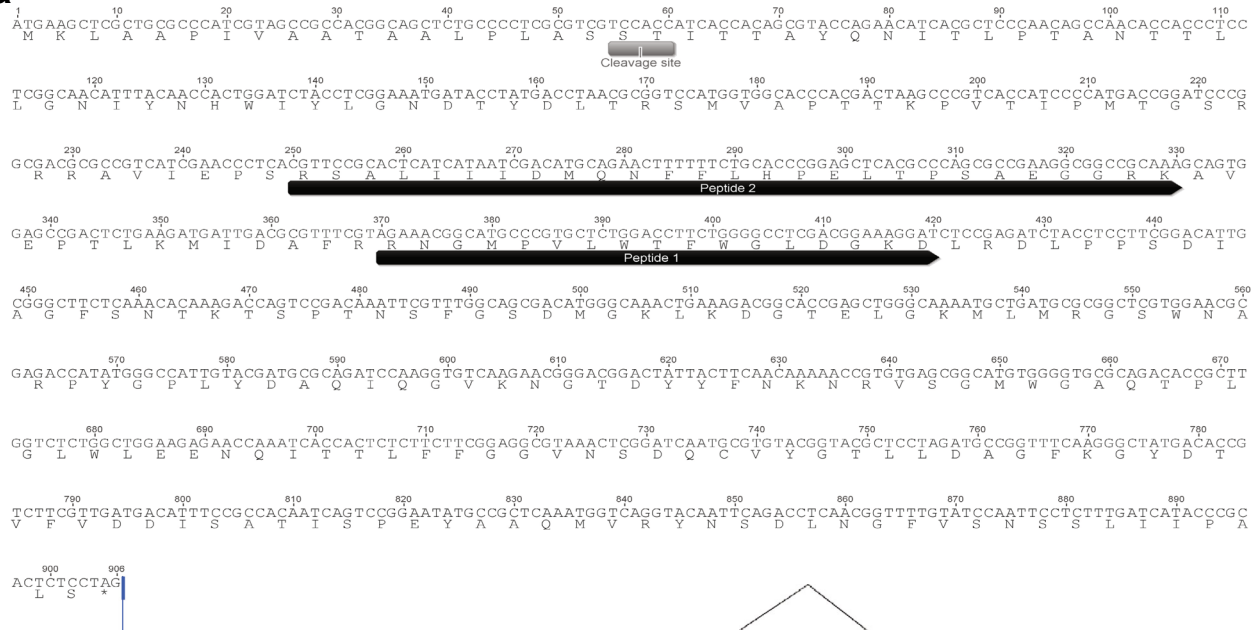 1 10 20 30 40 50 60 70 80 90 100 110
ATGAAGCTCGCTGCGCCCATCGTAGCCGCCACGGCAGCTCTGCCCCTCGCGTCGTCCACCATCACCACAGCGTACCAGAACATCACGCTCCCAACAGCCAACACCACCCTCC
M K L A A P I V A A T A A L P L A S S T I T T A Y Q N I T L P T A N T T L
Cleavage site
120 130 140 150 160 170 180 190 200 210 220
TCGGCAACATTTACAACCACTGGATCTACCTCGGAAATGATACCTATGACCTAACGCGGTCCATGGTGGCACCCACGACTAAGCCCGTCACCATCCCCATGACCGGATCCCG
L G N I Y N H W I Y L G N D T Y D L T R S M V A P T T K P V T I P M T G S R
230 240 250 260 270 280 290 300 310 320 330
GCGACGCGCCGTCATCGAACCCTCACGTTCCGCACTCATCATAATCGACATGCAGAACTTTTTTCTGCACCCGGAGCTCACGCCCAGCGCCGAAGGCGGCCGCAAAGCAGTG
R R A V I E P S R S A L I I I D M Q N F F L H P E L T P S A E G G R K A V
Peptide 2
340 350 360 370 380 390 400 410 420 430 440
GAGCCGACTCTGAAGATGATTGACGCGTTTCGTAGAAACGGCATGCCCGTGCTCTGGACCTTCTGGGGCCTCGACGGAAAGGATCTCCGAGATCTACCTCCTTCGGACATTG
E P T L K M I D A F R R N G M P V L W T F W G L D G K D L R D L P P S D I
Peptide 1
450 460 470 480 490 500 510 520 530 540 550 560
CGGGCTTCTCAAACACAAAGACCAGTCCGACAAATTCGTTTGGCAGCGACATGGGCAAACTGAAAGACGGCACCGAGCTGGGCAAAATGCTGATGCGCGGCTCGTGGAACGC
A G F S N T K T S P T N S F G S D M G K L K D G T E L G K M L M R G S W N A
570 580 590 600 610 620 630 640 650 660 670
GAGACCATATGGGCCATTGTACGATGCGCAGATCCAAGGTGTCAAGAACGGGACGGACTATTACTTCAACAAAAACCGTGTGAGCGGCATGTGGGGTGCGCAGACACCGCTT
R P Y G P L Y D A Q I Q G V K N G T D Y Y F N K N R V S G M W G A Q T P L
680 690 700 710 720 730 740 750 760 770 780
GGTCTCTGGCTGGAAGAGAACCAAATCACCACTCTCTTCTTCGGAGGCGTAAACTCGGATCAATGCGTGTACGGTACGCTCCTAGATGCCGGTTTCAAGGGCTATGACACCG
G L W L E E N Q I T T L F F G G V N S D Q C V Y G T L L D A G F K G Y D T
790 800 810 820 830 840 850 860 870 880 890
TCTTCGTTGATGACATTTCCGCCACAATCAGTCCGGAATATGCCGCTCAAATGGTCAGGTACAATTCAGACCTCAACGGTTTTGTATCCAATTCCTCTTTGATCATACCCGC
V F V D D I S A T I S T P E Y A A Q M V R Y N S D L N G F V S N S S L I I P A
900 906
ACTCTCCTAG
L S *